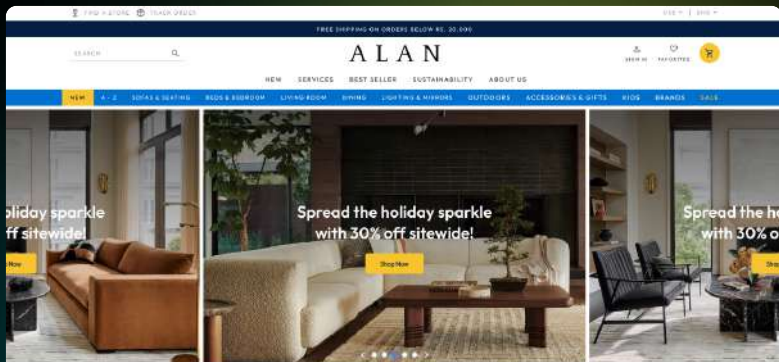 FIND A STORE TRACK ORDER
USD ENG
FREE SHIPPING ON ORDERS BELOW RS. 20,000
SEARCH
ALAN
SIGN IN FAVORITES
NEW SERVICES BEST SELLER SUSTAINABILITY ABOUT US
NEW A - Z SOFAS & SEATING BEDS & BEDROOM LIVING ROOM DINING LIGHTING & MIRRORS OUTDOORS ACCESSORIES & GIFTS KIDS BRANDS SALE
oliday sparkle
ff sitewide!
Now
Spread the holiday sparkle
with 30% off sitewide!
Shop Now
Spread the h
with 30% o
Sho